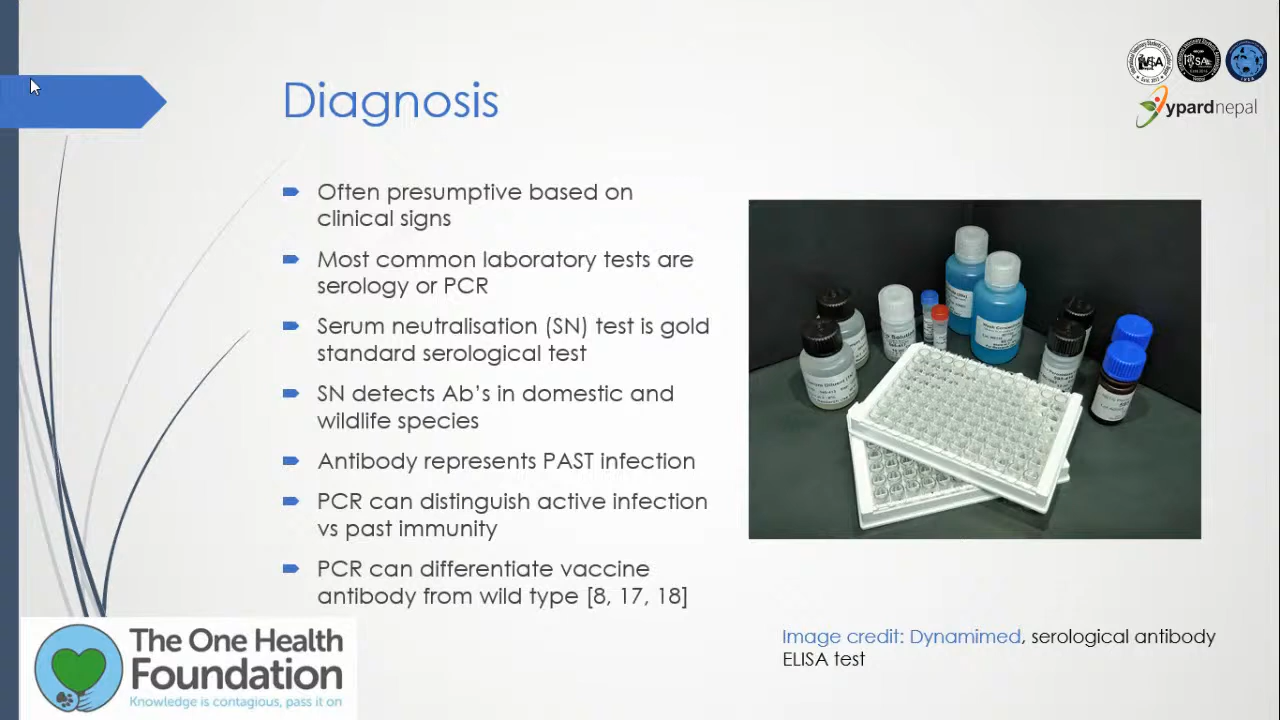 Diagnosis
Often presumptive based on
clinical signs
Most common laboratory tests are
serology or PCR
Serum neutralisation (SN) test is gold
standard serological test
SN detects Ab's in domestic and
wildlife species
Antibody represents PAST infection
PCR can distinguish active infection
vs past immunity
PCR can differentiate vaccine
antibody from wild type [8, 17, 18]
ypardnepal
Image credit: Dynamimed, serological antibody
ELISA test
The One Health
Foundation
Knowledge is contagious, pass it on